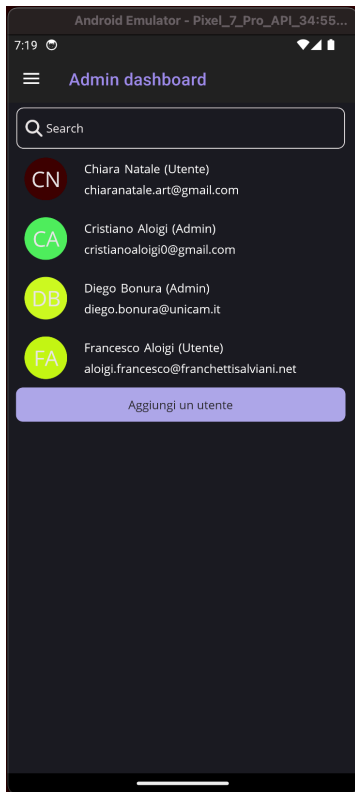 Android Emulator - Pixel_7_Pro_API_34:55...
7:19
Admin dashboard
Search
CN
Chiara Natale (Utente)
chiaranatale.art@gmail.com
CA
Cristiano Aloigi (Admin)
cristianoaloigi0@gmail.com
DB
Diego Bonura (Admin)
diego.bonura@unicam.it
FA
Francesco Aloigi (Utente)
aloigi.francesco@franchettisalviani.net
Aggiungi un utente